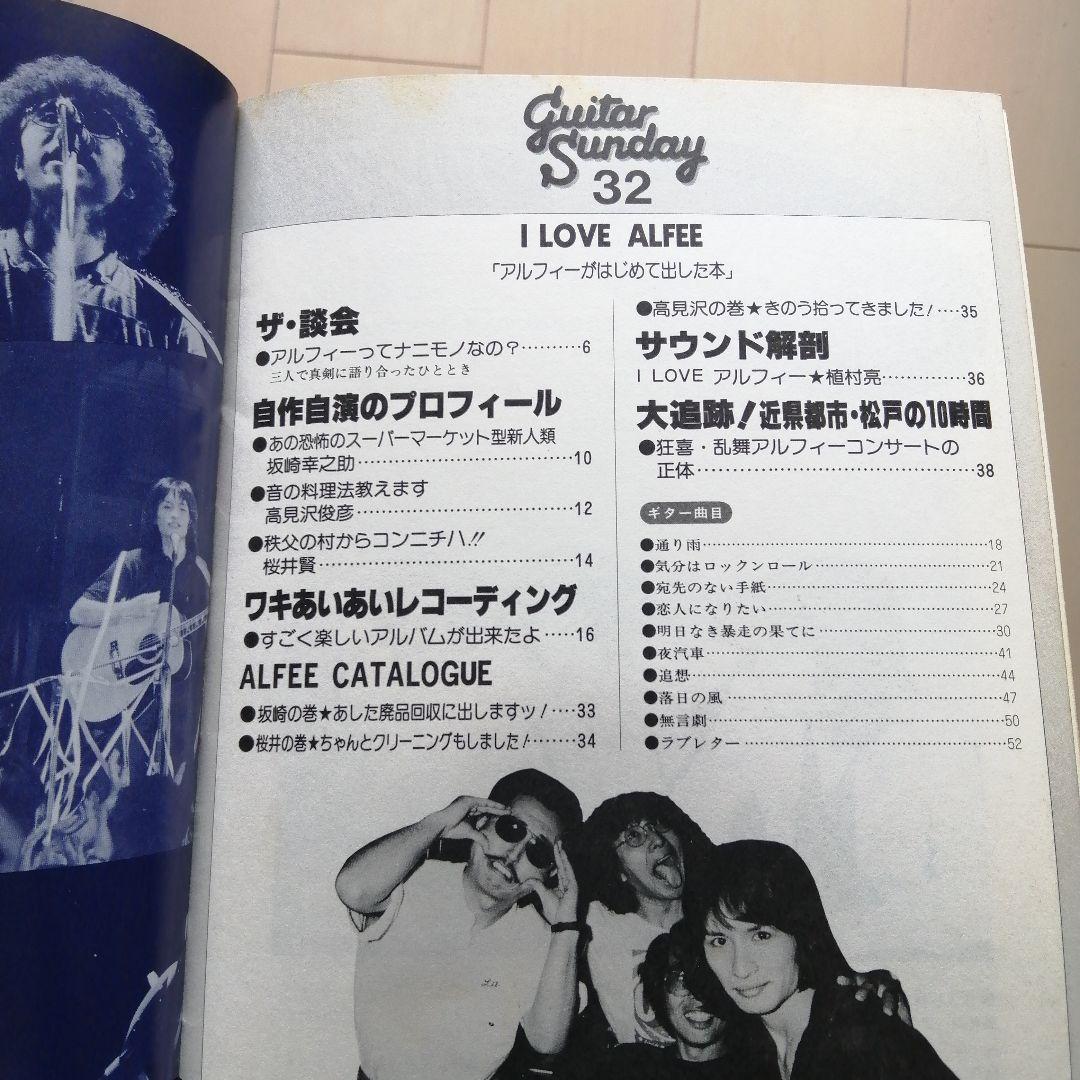 Guitar
Sunday
32
I LOVE ALFEE
「アルフィーがはじめて出した本」
ザ・談会
●アルフィーってナニモノなの?………6
三人で真剣に語り合ったひととき
自作自演のプロフィール
●あの恐怖のスーパーマーケット型新人類
坂崎幸之助………10
●音の料理法教えます
高見沢俊彦………12
●秩父の村からコンニチハ!!
桜井賢………14
ワキあいあいレコーディング
●すごく楽しいアルバムが出来たよ……16
ALFEE CATALOGUE
●坂崎の巻★あした廃品回収に出しますッ!……33
●桜井の巻★ちゃんとクリーニングもしました!……34
●高見沢の巻★きのう拾ってきました!……35
サウンド解剖
I LOVE アルフィー★植村亮………36
大追跡!近県都市・松戸の10時間
●狂喜・乱舞アルフィーコンサートの
正体………38
ギター曲目
●通り雨………18
●気分はロックンロール………21
●宛先のない手紙………24
●恋人になりたい………27
●明日なき暴走の果てに………30
●夜汽車………41
●追想………44
●落日の風………47
●無言劇………50
●ラブレター………52